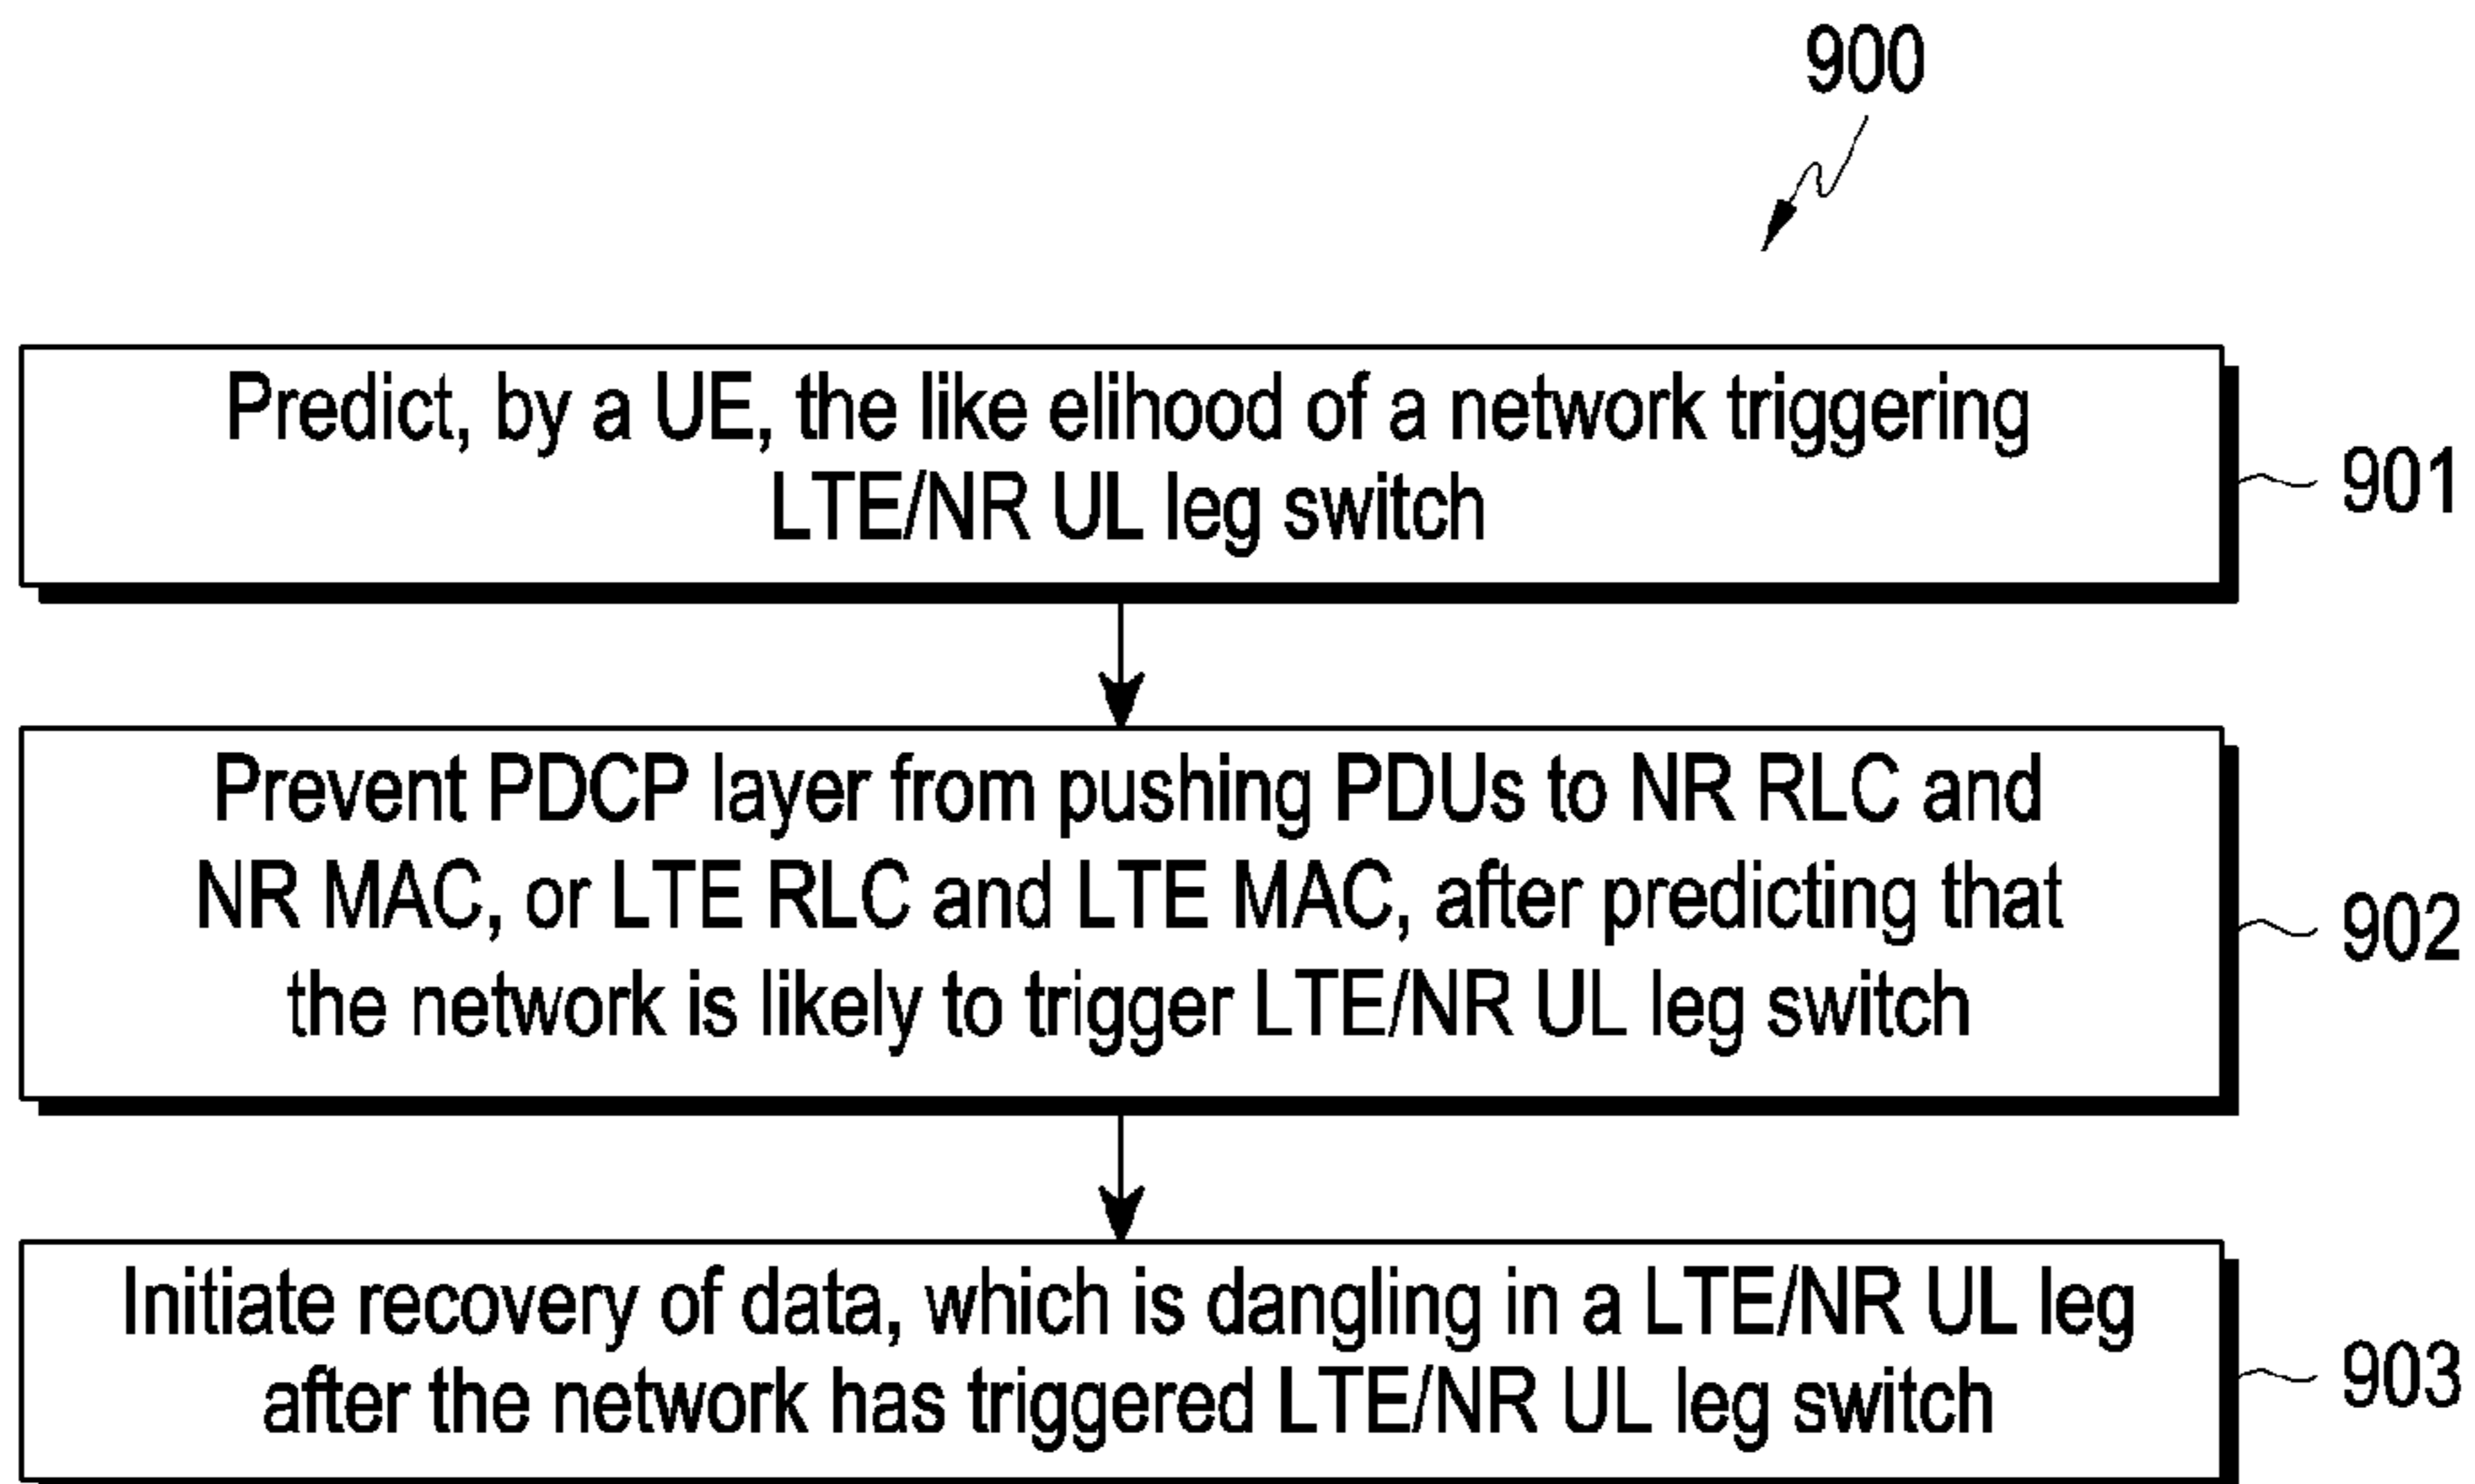 900
Predict, by a UE, the like elihood of a network triggering
LTE/NR UL leg switch
901
Prevent PDCP layer from pushing PDUs to NR RLC and
NR MAC, or LTE RLC and LTE MAC, after predicting that
the network is likely to trigger LTE/NR UL leg switch
902
Initiate recovery of data, which is dangling in a LTE/NR UL leg
after the network has triggered LTE/NR UL leg switch
903